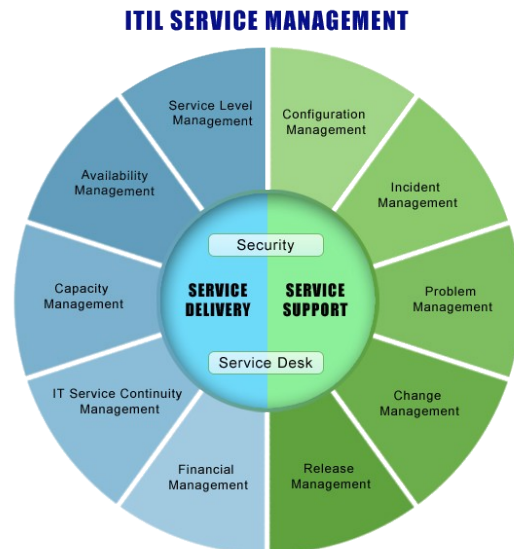 ITIL SERVICE MANAGEMENT
Service Level
Management
Configuration
Management
Availability
Management
Incident
Management
Security
Capacity
Management
SERVICE
DELIVERY
SERVICE
SUPPORT
Problem
Management
Service Desk
IT Service Continuity
Management
Change
Management
Financial
Management
Release
Management